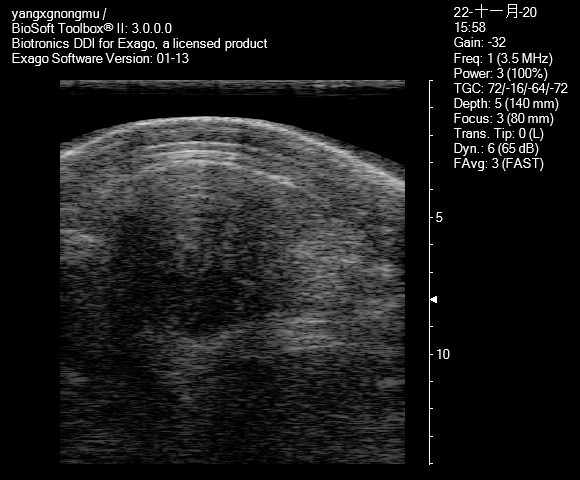 yangxgnongmu /
BioSoft Toolbox® II: 3.0.0.0
Biotronics DDI for Exago, a licensed product
Exago Software Version: 01-13
22-十一月-20
15:58
Gain: -32
Freq: 1 (3.5 MHz)
Power: 3 (100%)
TGC: 72/-16/-64/-72
Depth: 5 (140 mm)
Focus: 3 (80 mm)
Trans. Tip: 0 (L)
Dyn.: 6 (65 dB)
FAvg: 3 (FAST)
5
10